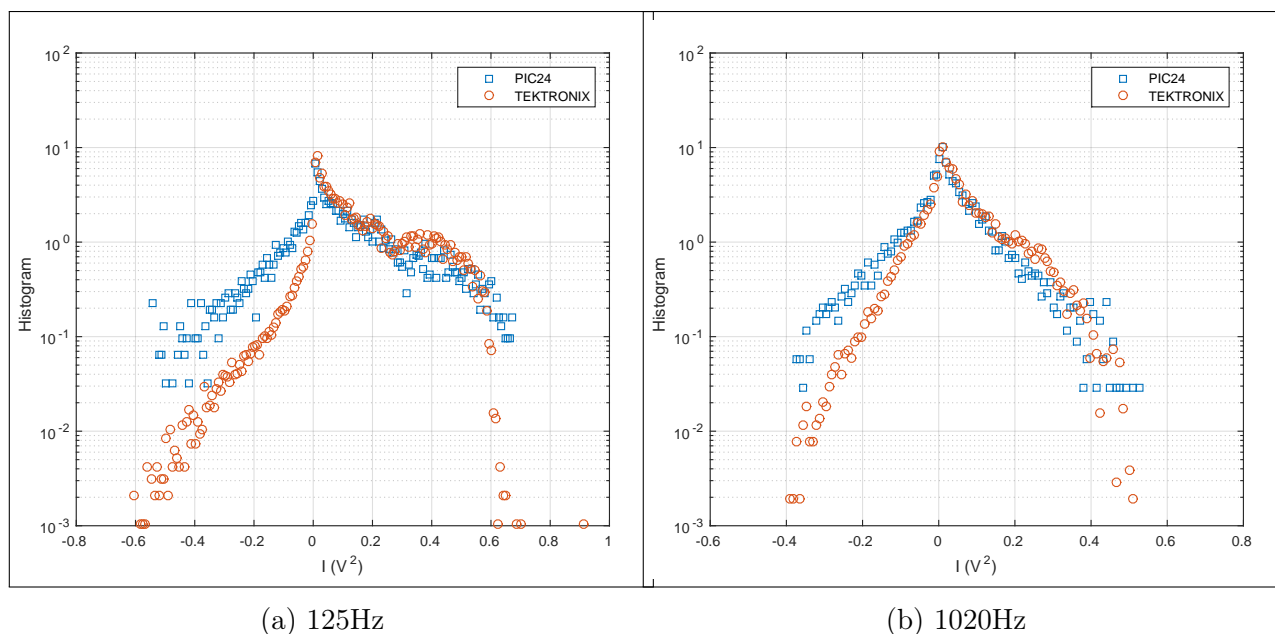 10^2
10^1
10^0
10^-1
10^-2
10^-3
Histogram
PIC24
TEKTRONIX
-0.8 -0.6 -0.4 -0.2 0 0.2 0.4 0.6 0.8 1
I (V^2)
(a) 125Hz
10^2
10^1
10^0
10^-1
10^-2
10^-3
Histogram
PIC24
TEKTRONIX
-0.6 -0.4 -0.2 0 0.2 0.4 0.6 0.8
I (V^2)
(b) 1020Hz